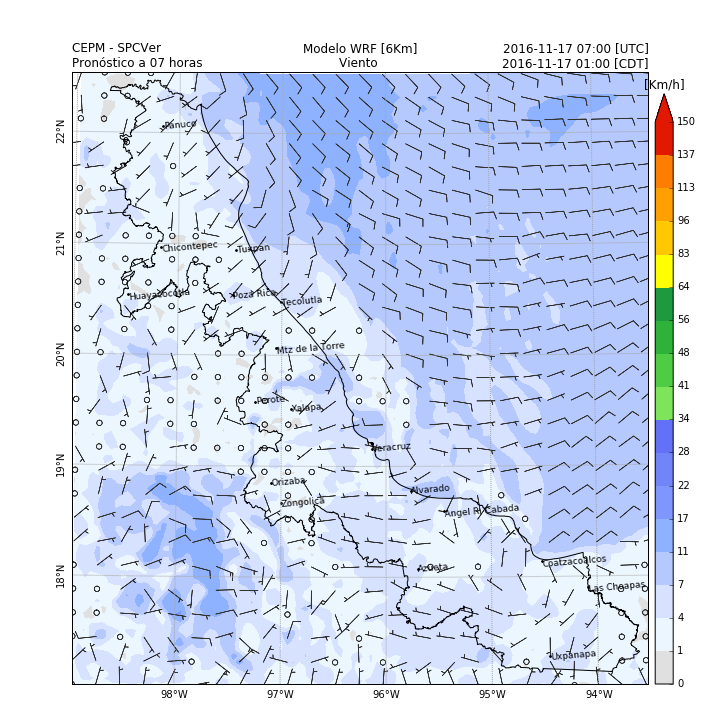 CEPM - SPCVer
Modelo WRF [6Km]
2016-11-17 07:00 [UTC]
Pronóstico a 07 horas
Viento
2016-11-17 01:00 [CDT]
[Km/h]
150
137
113
96
83
64
56
48
41
34
28
22
17
11
7
4
1
0
22°N
21°N
20°N
19°N
18°N
98°W
97°W
96°W
95°W
94°W
Panuco
Chicontepec
Tuxpan
Huayacocotla
Poza Rica
Tecolutla
Mtz de la Torre
Perote
Xalapa
Veracruz
Orizaba
Zongolica
Alvarado
Angel R. Cabada
Azueta
Coatzacoalcos
Las Choapas
Uxpanapa